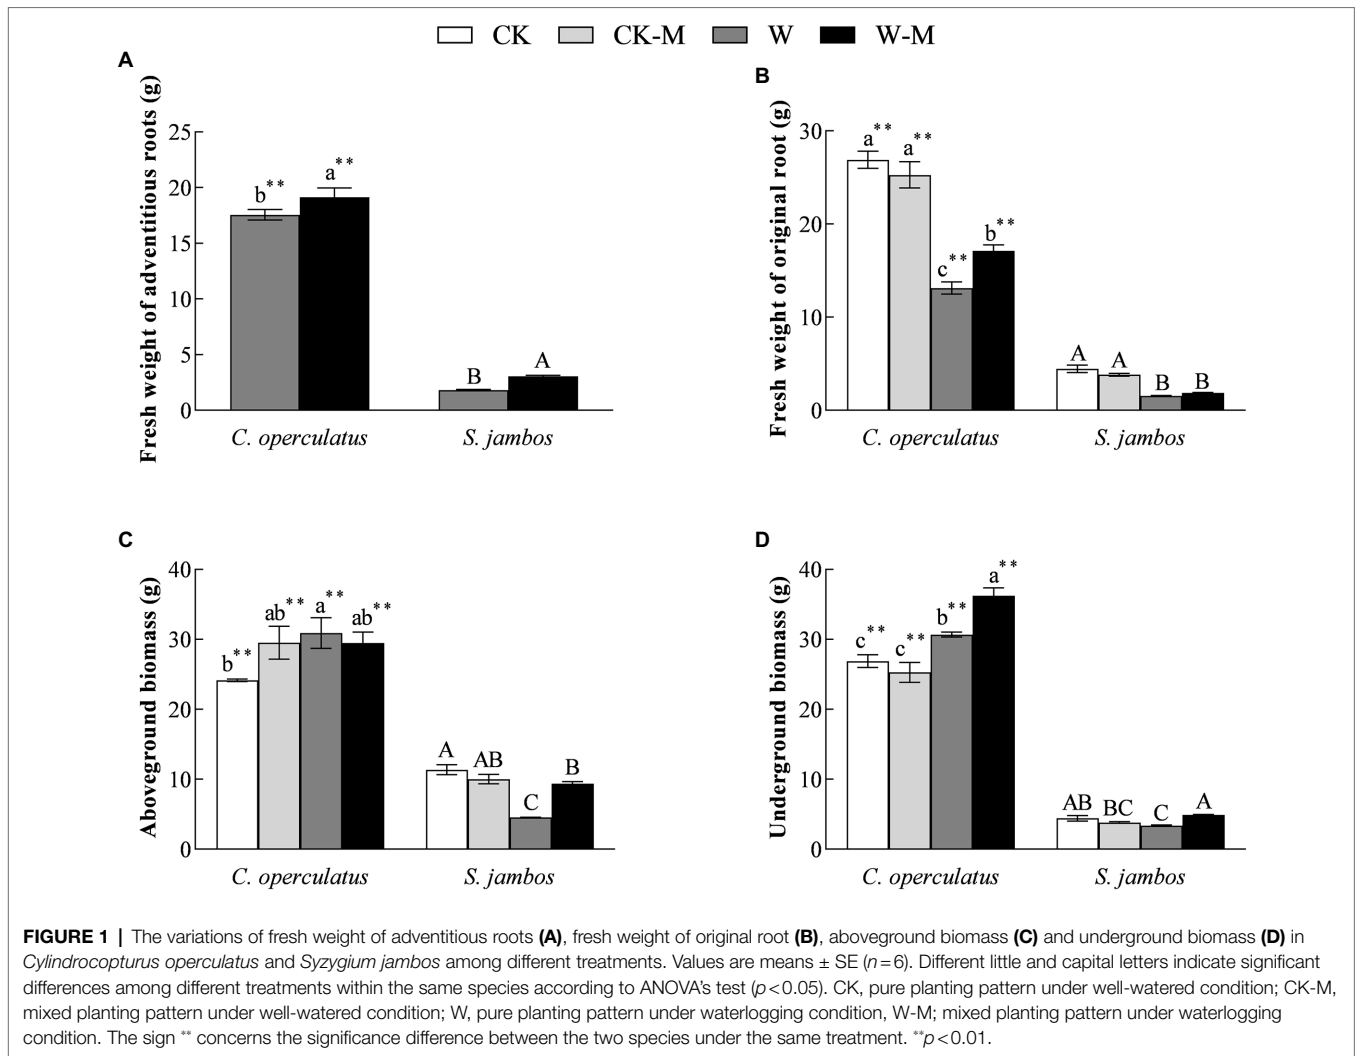 CK CK-M W W-M
A
Fresh weight of adventitious roots (g)
25
20
15
10
5
0
b**
a**
B
A
C. operculatus S. jambos
B
Fresh weight of original root (g)
30
20
10
0
a**
a**
c**
b**
A
A
B
B
C. operculatus S. jambos
C
Aboveground biomass (g)
40
30
20
10
0
b**
ab**
a**
ab**
A
AB
C
B
C. operculatus S. jambos
D
Underground biomass (g)
40
30
20
10
0
c**
c**
b**
a**
AB
BC
C
A
C. operculatus S. jambos
FIGURE 1 | The variations of fresh weight of adventitious roots (A), fresh weight of original root (B), aboveground biomass (C) and underground biomass (D) in
Cylindrocopturus operculatus and Syzygium jambos among different treatments. Values are means ± SE (n=6). Different little and capital letters indicate significant
differences among different treatments within the same species according to ANOVA's test (p<0.05). CK, pure planting pattern under well-watered condition; CK-M,
mixed planting pattern under well-watered condition; W, pure planting pattern under waterlogging condition, W-M; mixed planting pattern under waterlogging
condition. The sign ** concerns the significance difference between the two species under the same treatment. **p<0.01.